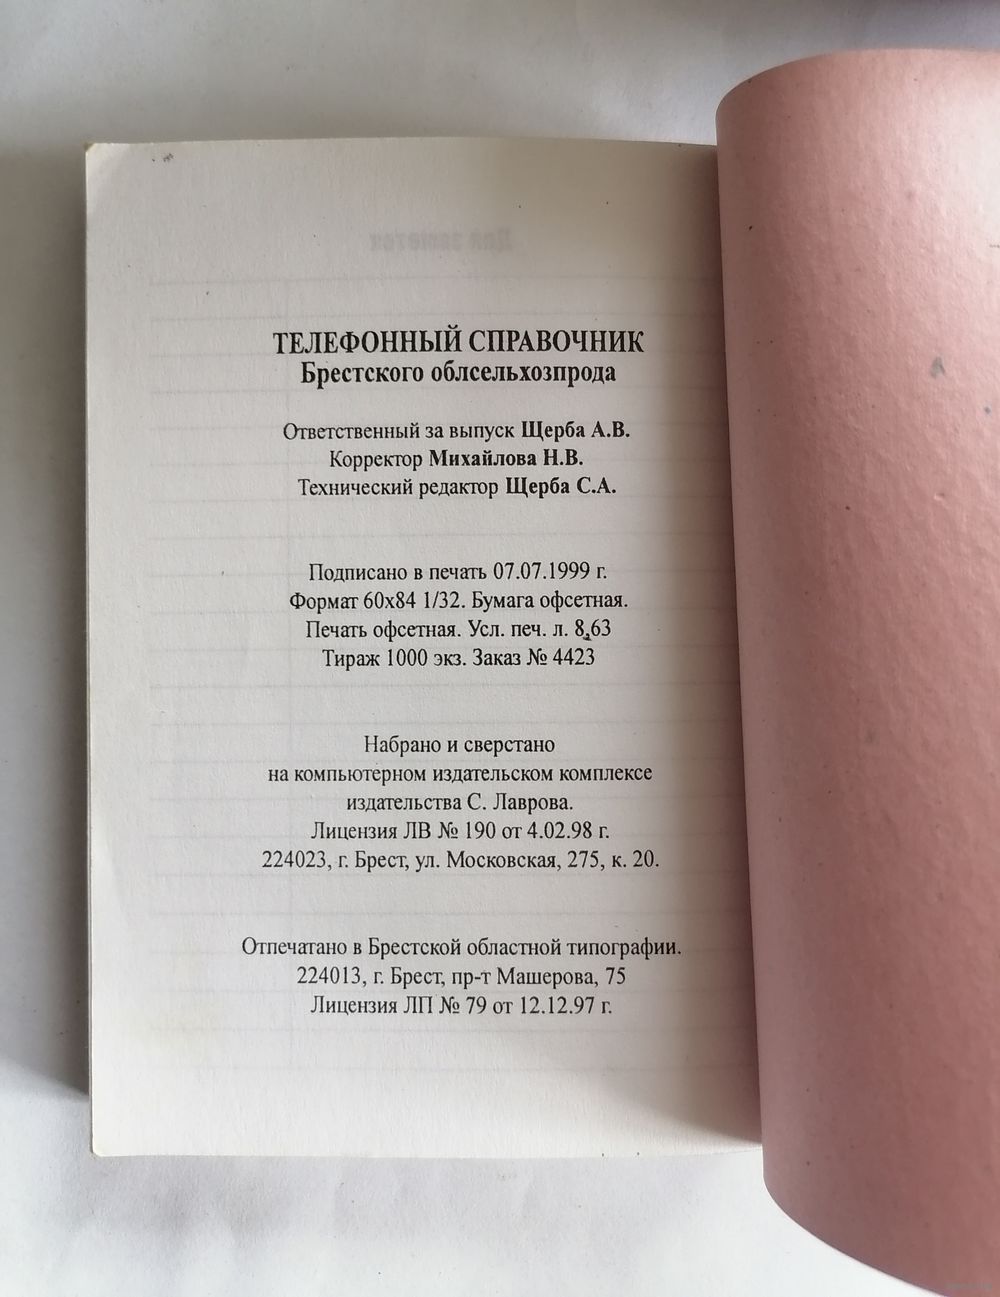 Для заметок
ТЕЛЕФОННЫЙ СПРАВОЧНИК
Брестского облсельхозпрода
Ответственный за выпуск Щерба А.В.
Корректор Михайлова Н.В.
Технический редактор Щерба С.А.
Подписано в печать 07.07.1999 г.
Формат 60х84 1/32. Бумага офсетная.
Печать офсетная. Усл. печ. л. 8,63
Тираж 1000 экз. Заказ № 4423
Набрано и сверстано
на компьютерном издательском комплексе
издательства С. Лаврова.
Лицензия ЛВ № 190 от 4.02.98 г.
224023, г. Брест, ул. Московская, 275, к. 20.
Отпечатано в Брестской областной типографии.
224013, г. Брест, пр-т Машерова, 75
Лицензия ЛП № 79 от 12.12.97 г.